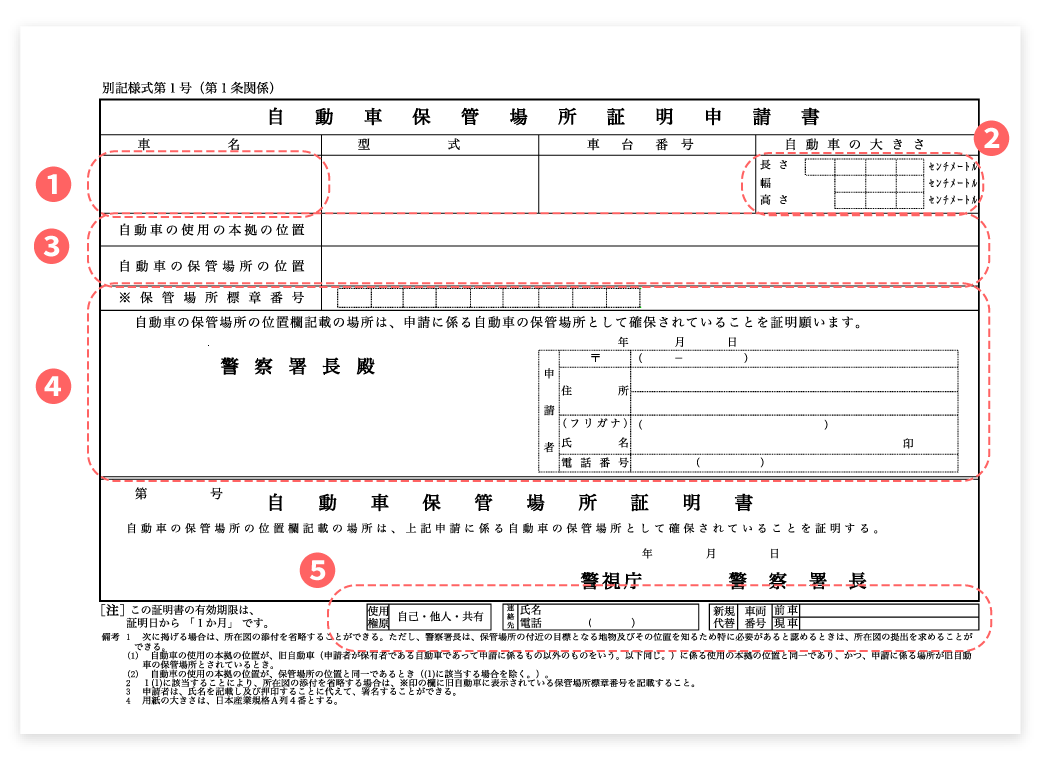 別記様式第1号（第1条関係）
自動車保管場所証明申請書
車名 型式 車台番号 自動車の大きさ
2
1
長さ センチメートル
幅 センチメートル
高さ センチメートル
3
自動車の使用の本拠の位置
自動車の保管場所の位置
※保管場所標章番号
自動車の保管場所の位置欄記載の場所は、申請に係る自動車の保管場所として確保されていることを証明願います。
年 月 日
警察署長殿
4
申請者
〒 ( − )
住所
(フリガナ) ( )
氏名 印
電話番号 ( )
第 号 自動車保管場所証明書
自動車の保管場所の位置欄記載の場所は、上記申請に係る自動車の保管場所として確保されていることを証明する。
年 月 日
5
警視庁 警察署長
［注］この証明書の有効期限は、
証明日から「1か月」です。
使用権原 自己・他人・共有
連絡先 氏名
電話 ( )
新規 車両 前車
代替 番号 現車
備考 1 次に掲げる場合は、所在図の添付を省略することができる。ただし、警察署長は、保管場所の付近の目標となる地物及びその位置を知るため特に必要があると認めるときは、所在図の提出を求めることが
できる。
(1) 自動車の使用の本拠の位置が、旧自動車（申請者が保有者である自動車であって申請に係るもの以外のものをいう。以下同じ。）に係る使用の本拠の位置と同一であり、かつ、申請に係る場所が旧自動
車の保管場所とされているとき。
(2) 自動車の使用の本拠の位置が、保管場所の位置と同一であるとき（(1)に該当する場合を除く。）。
2 1(1)に該当することにより、所在図の添付を省略する場合は、※印の欄に旧自動車に表示されている保管場所標章番号を記載すること。
3 申請者は、氏名を記載し及び押印することに代えて、署名することができる。
4 用紙の大きさは、日本産業規格A列4番とする。